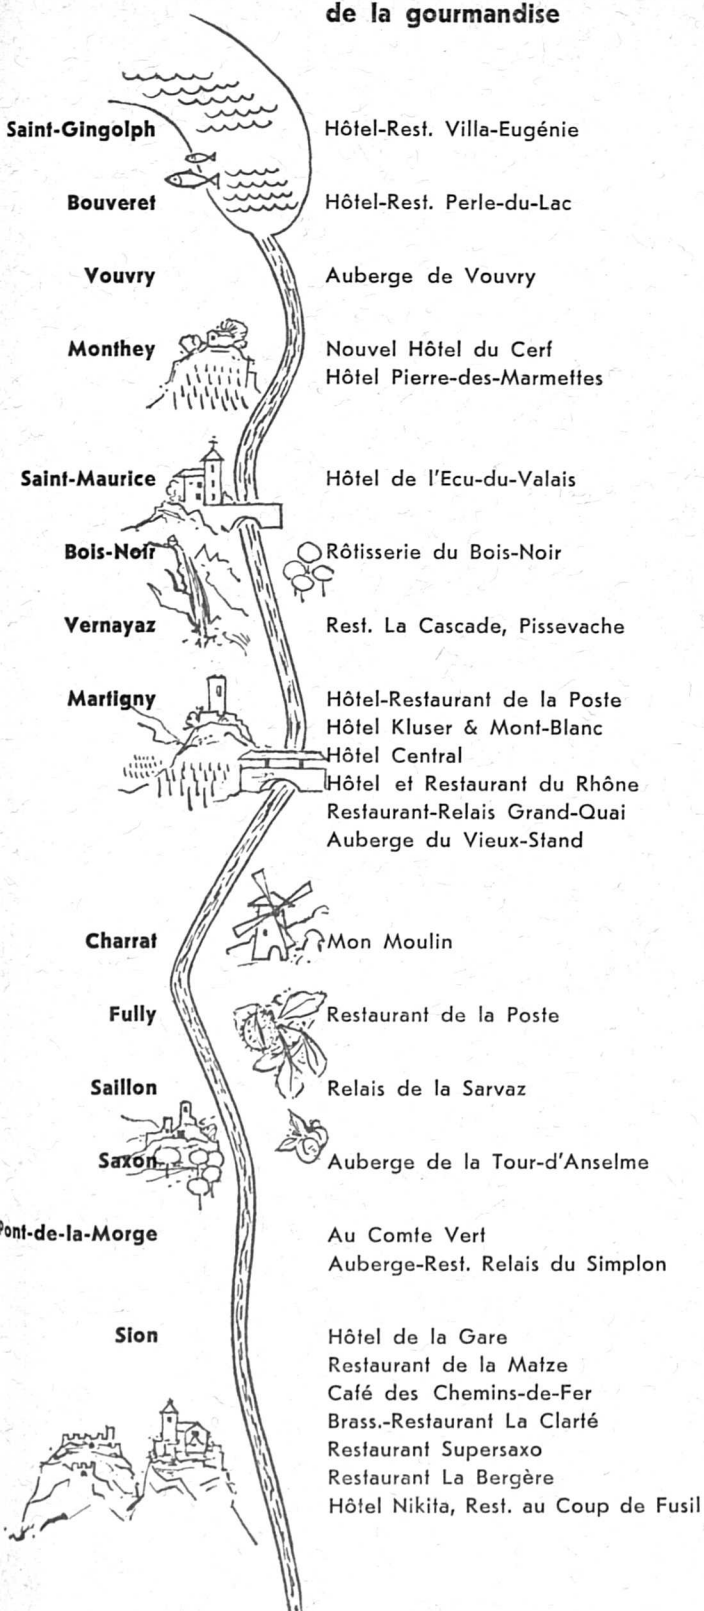 de la gourmandise
Saint-Gingolph Hôtel-Rest. Villa-Eugénie
Bouveret Hôtel-Rest. Perle-du-Lac
Vouvry Auberge de Vouvry
Monthey Nouvel Hôtel du Cerf
Hôtel Pierre-des-Marmettes
Saint-Maurice Hôtel de l'Ecu-du-Valais
Bois-Noir Rôtisserie du Bois-Noir
Vernayaz Rest. La Cascade, Pissevache
Martigny Hôtel-Restaurant de la Poste
Hôtel Kluser & Mont-Blanc
Hôtel Central
Hôtel et Restaurant du Rhône
Restaurant-Relais Grand-Quai
Auberge du Vieux-Stand
Charrat Mon Moulin
Fully Restaurant de la Poste
Saillon Relais de la Sarvaz
Saxon Auberge de la Tour-d'Anselme
Pont-de-la-Morge Au Comte Vert
Auberge-Rest. Relais du Simplon
Sion Hôtel de la Gare
Restaurant de la Matze
Café des Chemins-de-Fer
Brass.-Restaurant La Clarté
Restaurant Supersaxo
Restaurant La Bergère
Hôtel Nikita, Rest. au Coup de Fusil